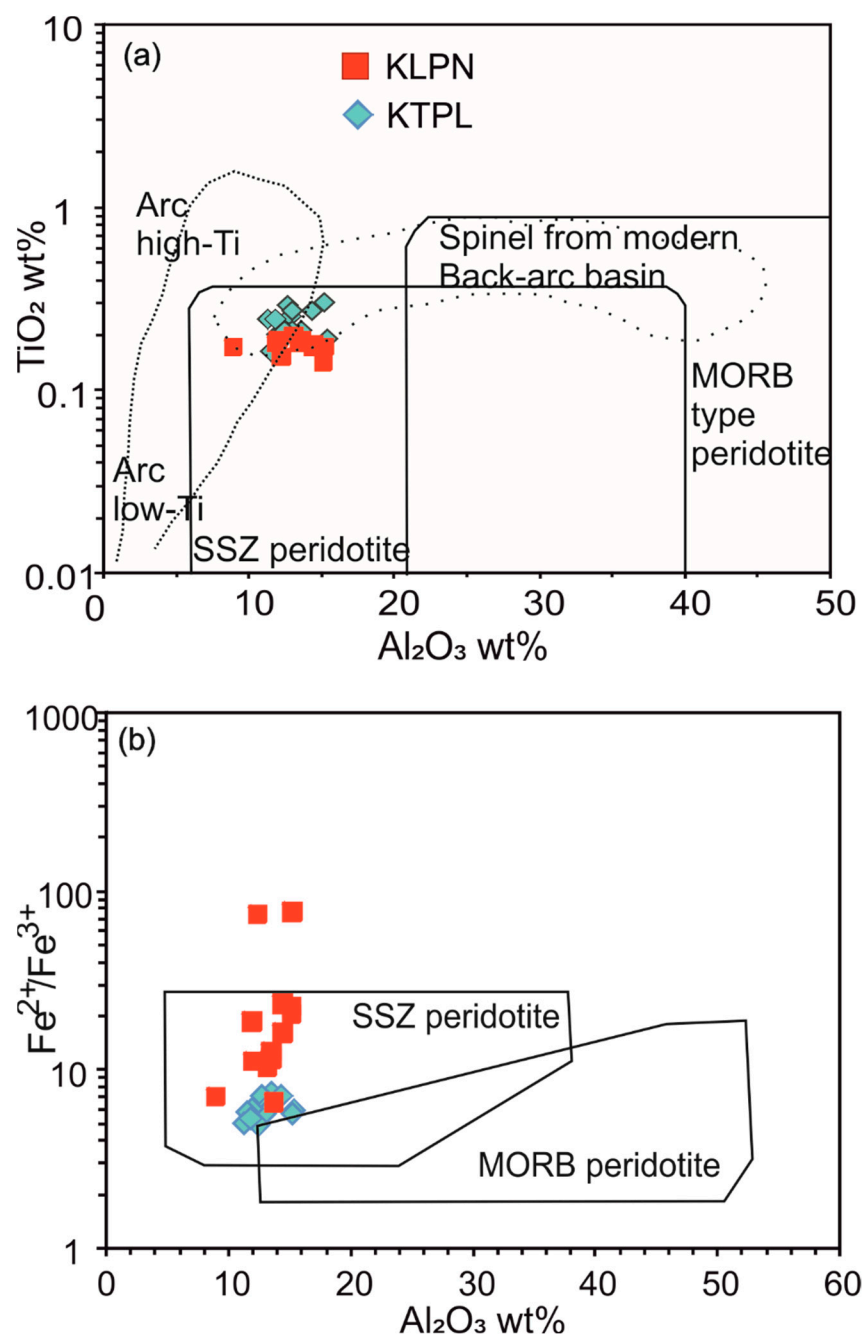 (a)
KLPN
KTPL
10
1
0.1
0.01
TiO₂ wt%
Arc
high-Ti
Spinel from modern
Back-arc basin
MORB
type
peridotite
Arc
low-Ti
SSZ peridotite
0 10 20 30 40 50
Al₂O₃ wt%
(b)
1000
100
10
1
Fe²⁺/Fe³⁺
SSZ peridotite
MORB peridotite
0 10 20 30 40 50 60
Al₂O₃ wt%